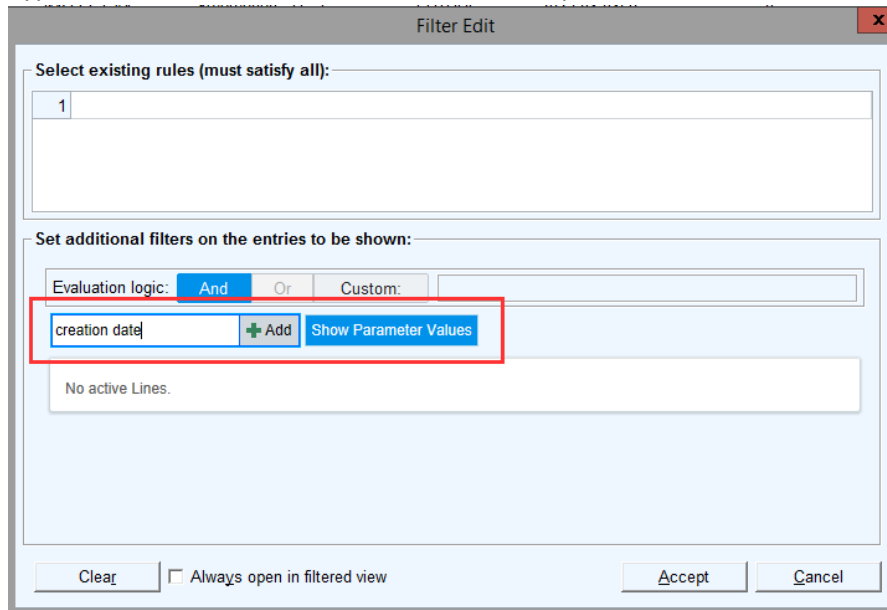 Filter Edit
x
Select existing rules (must satisfy all):
1
Set additional filters on the entries to be shown:
Evaluation logic: And Or Custom:
creation date Add Show Parameter Values
No active Lines.
Clear Always open in filtered view Accept Cancel